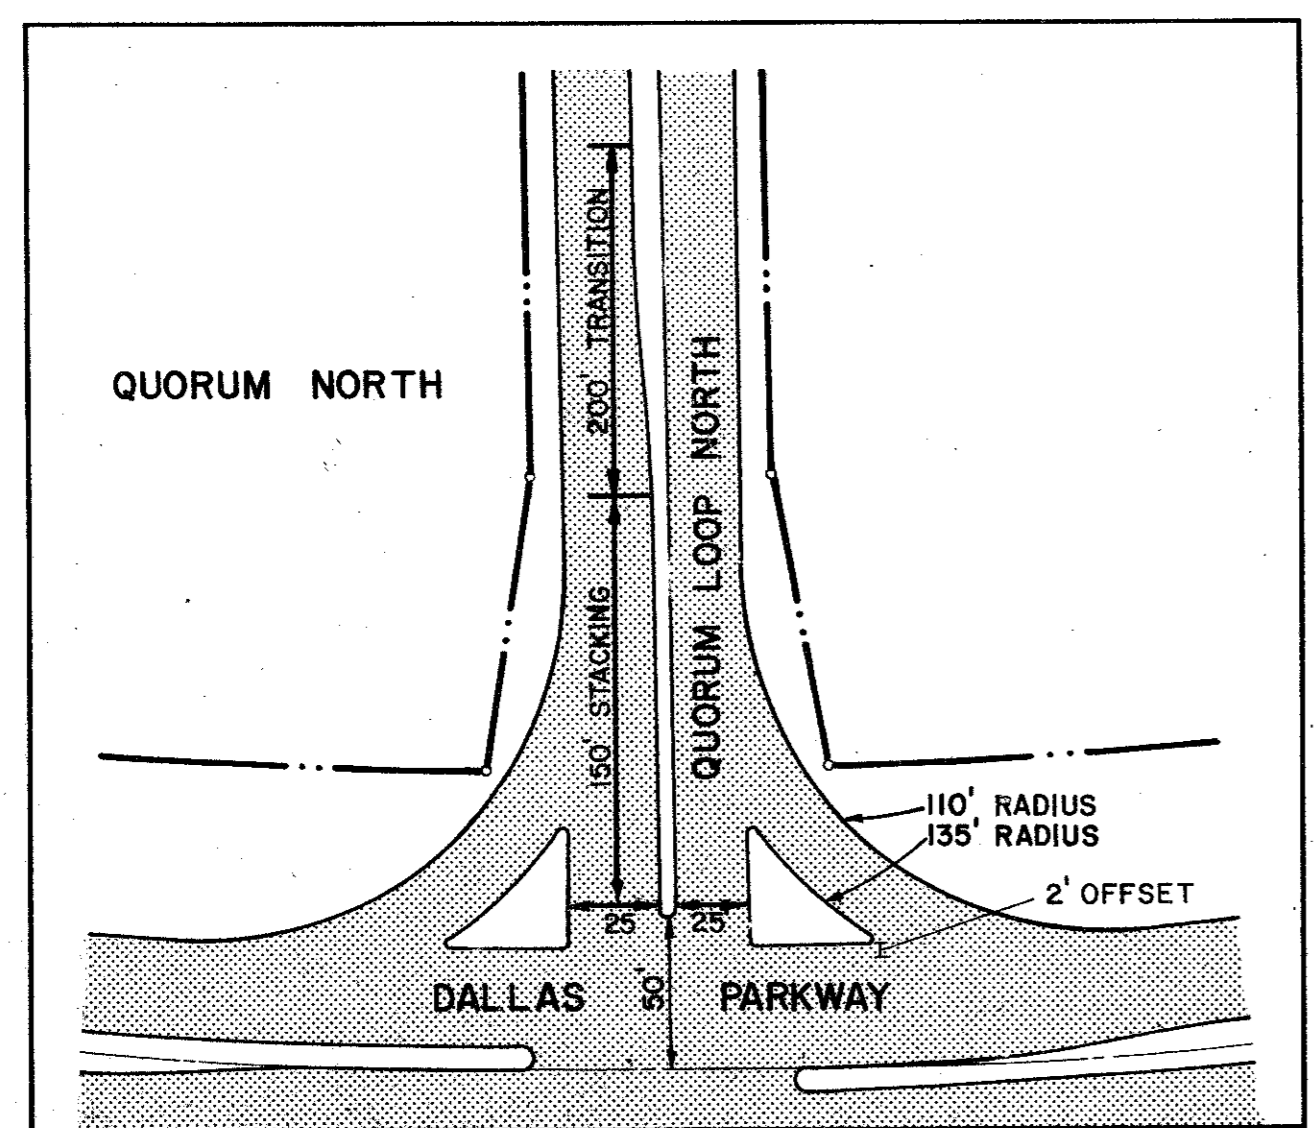 200' TRANSITION
QUORUM NORTH
QUORUM LOOP NORTH
150' STACKING
110' RADIUS
135' RADIUS
2' OFFSET
25
25
50'
DALLAS PARKWAY